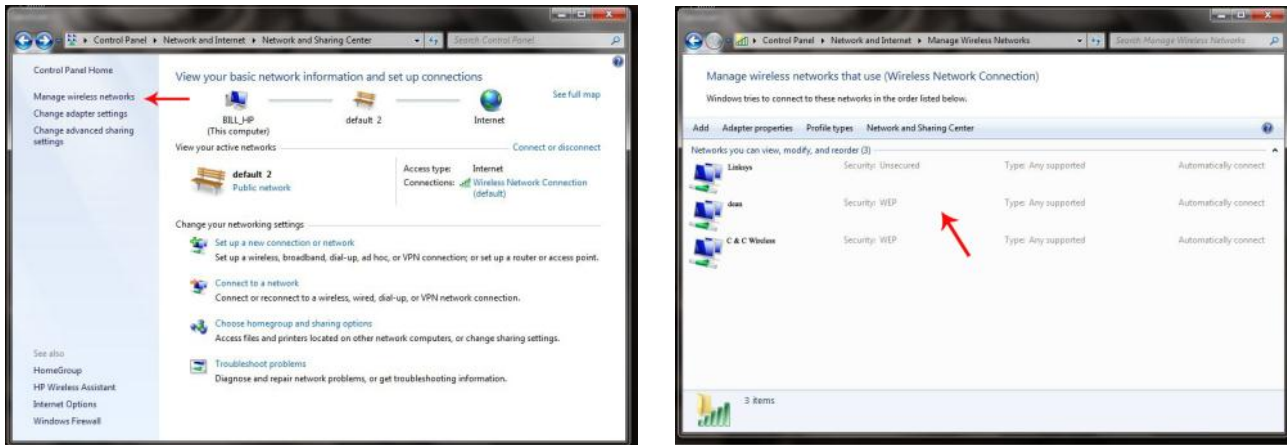 Control Panel ▸ Network and Internet ▸ Network and Sharing Center
Search Control Panel
Control Panel Home
Manage wireless networks
Change adapter settings
Change advanced sharing
settings
See also
HomeGroup
HP Wireless Assistant
Internet Options
Windows Firewall
View your basic network information and set up connections
See full map
BILL_HP
(This computer)
default 2
Internet
View your active networks
Connect or disconnect
default 2
Public network
Access type: Internet
Connections: Wireless Network Connection
(default)
Change your networking settings
Set up a new connection or network
Set up a wireless, broadband, dial-up, ad hoc, or VPN connection; or set up a router or access point.
Connect to a network
Connect or reconnect to a wireless, wired, dial-up, or VPN network connection.
Choose homegroup and sharing options
Access files and printers located on other network computers, or change sharing settings.
Troubleshoot problems
Diagnose and repair network problems, or get troubleshooting information.
Control Panel ▸ Network and Internet ▸ Manage Wireless Networks
Search Manage Wireless Networks
Manage wireless networks that use (Wireless Network Connection)
Windows tries to connect to these networks in the order listed below.
Add Adapter properties Profile types Network and Sharing Center
Networks you can view, modify, and reorder (3)
Linksys Security: Unsecured Type: Any supported Automatically connect
dean Security: WEP Type: Any supported Automatically connect
C & C Wireless Security: WEP Type: Any supported Automatically connect
3 items